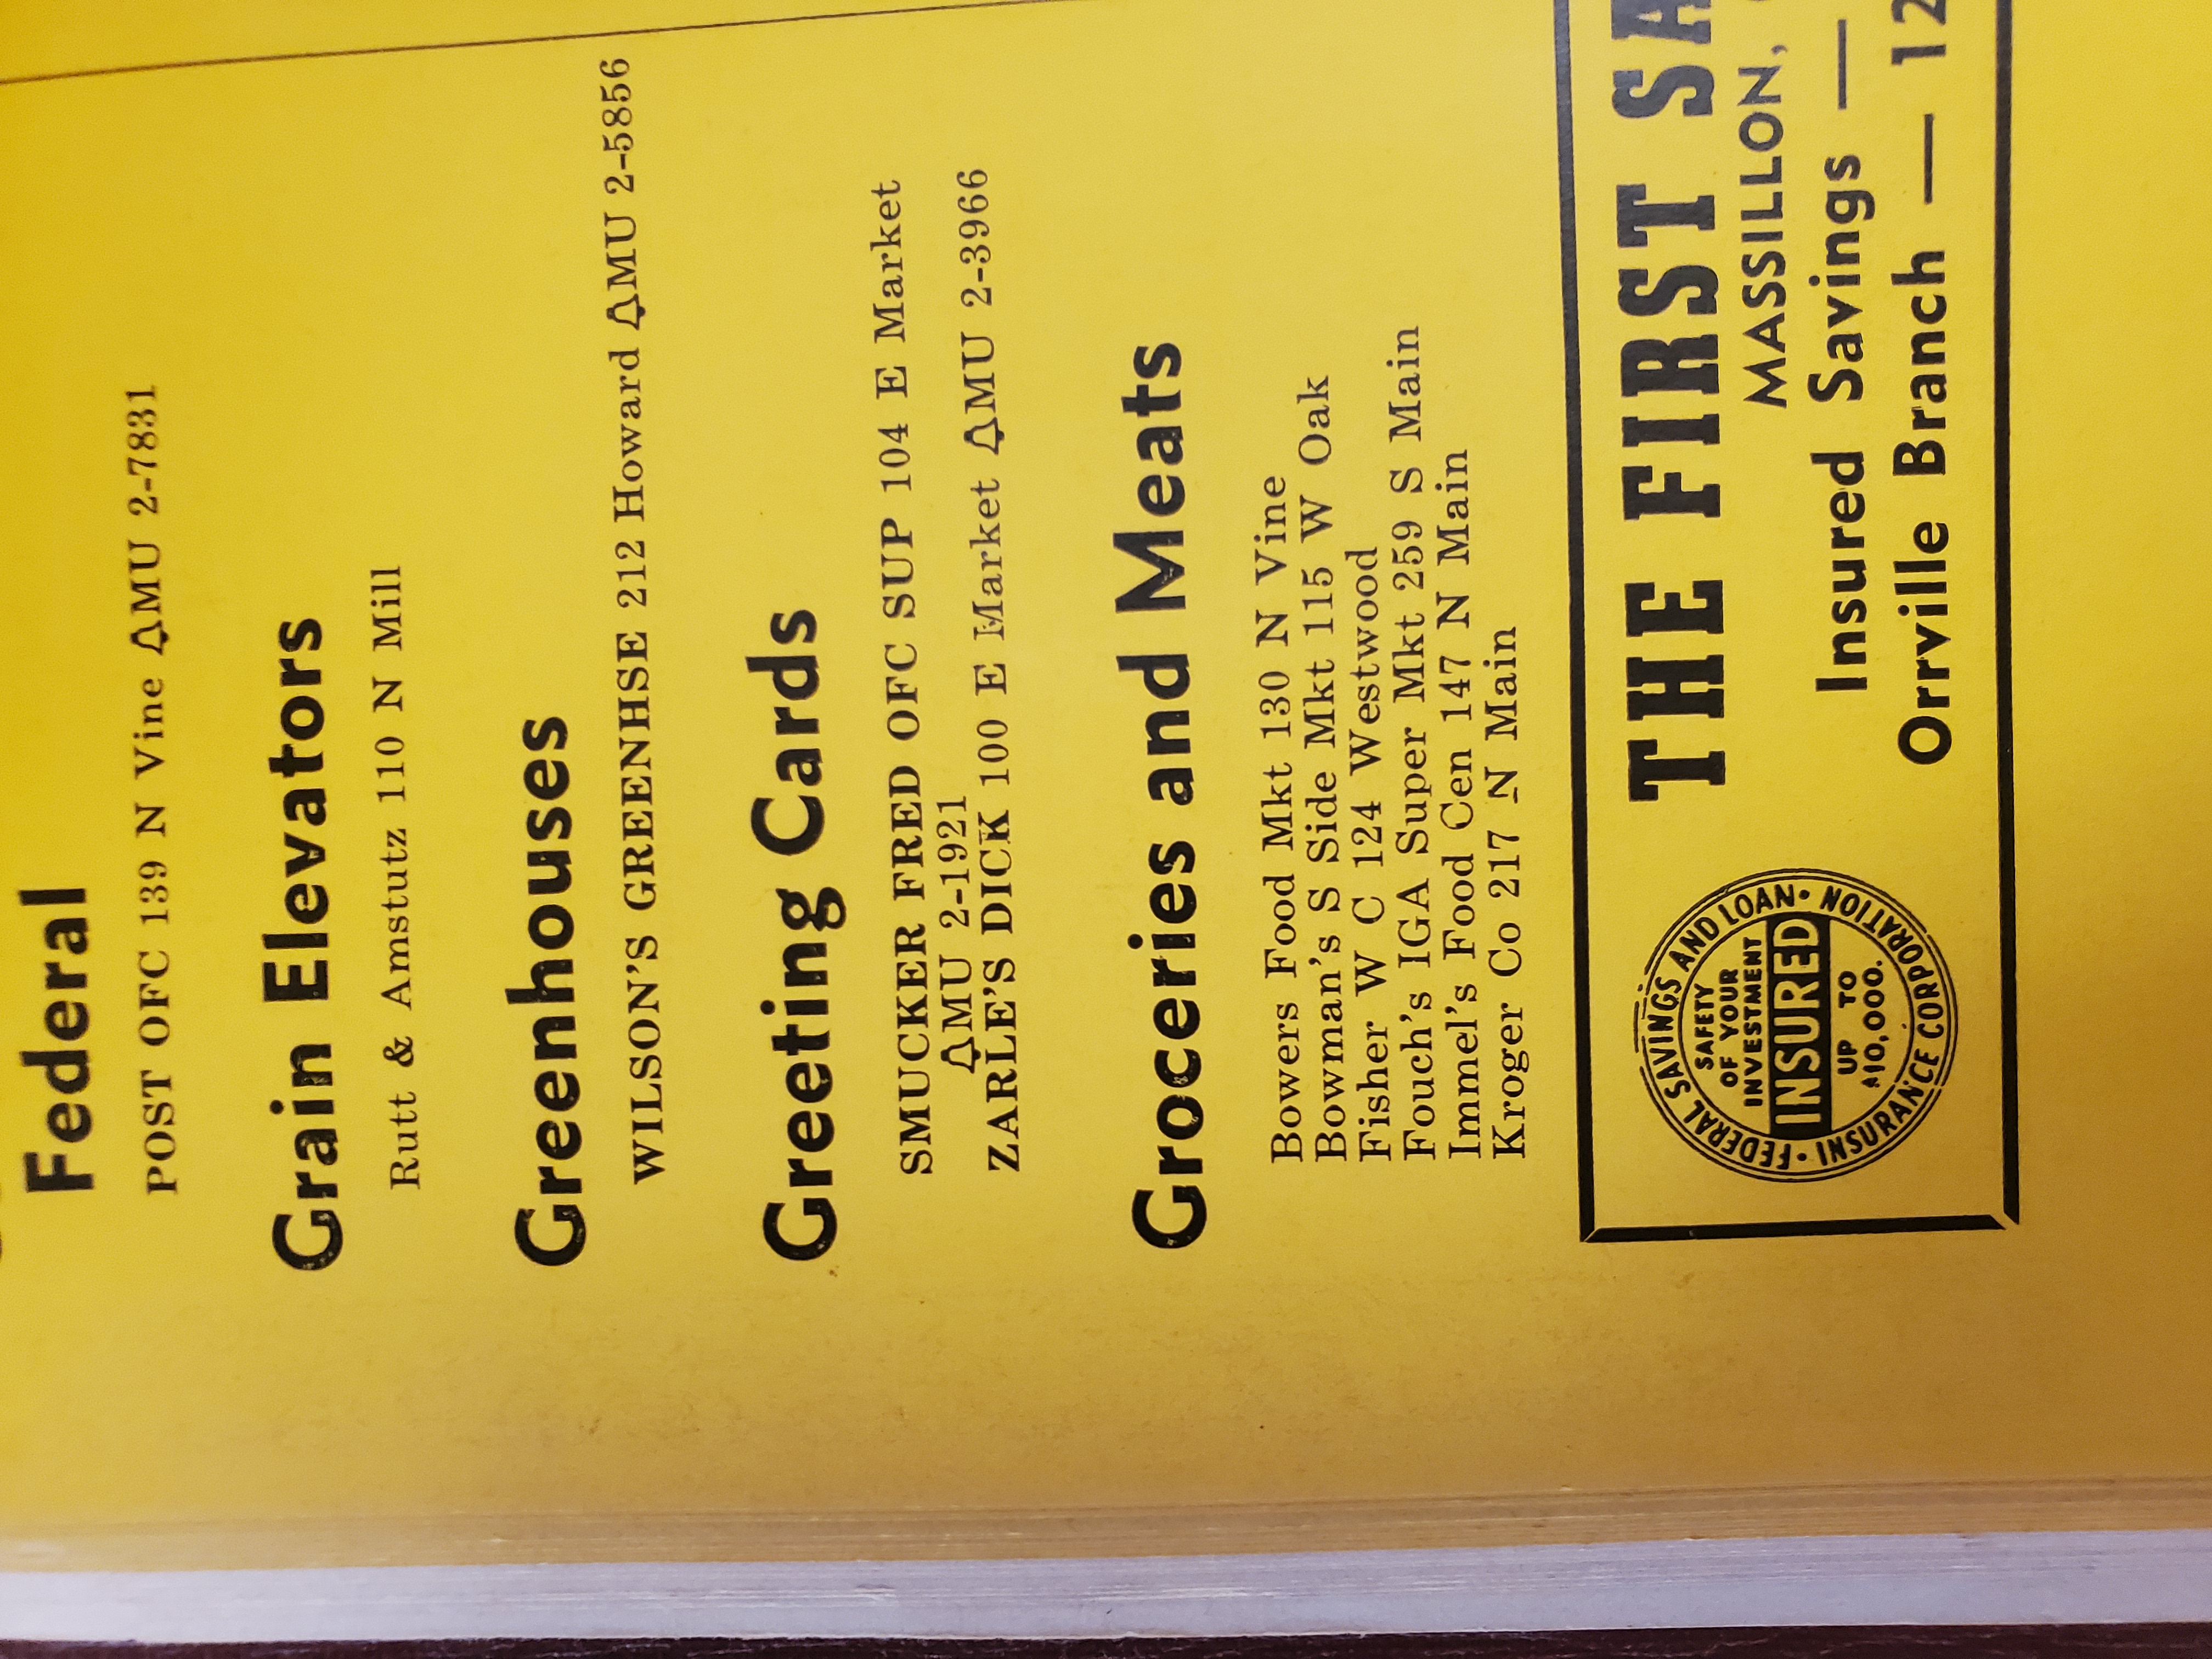 Federal
POST OFC 139 N Vine MU 2-7831
Grain Elevators
Rutt & Amstutz 110 N Mill
Greenhouses
WILSON'S GREENHSE 212 Howard MU 2-5856
Greeting Cards
SMUCKER FRED OFC SUP 104 E Market
MU 2-1921
ZARLE'S DICK 100 E Market MU 2-3966
Groceries and Meats
Bowers Food Mkt 130 N Vine
Bowman's S Side Mkt 115 W Oak
Fisher W C 124 Westwood
Fouch's IGA Super Mkt 259 S Main
Immel's Food Cen 147 N Main
Kroger Co 217 N Main
FEDERAL SAVINGS AND LOAN • INSURANCE CORPORATION •
SAFETY
OF YOUR
INVESTMENT
INSURED
UP TO
$10,000.
THE FIRST SA
MASSILLON,
Insured Savings —
Orrville Branch — 12